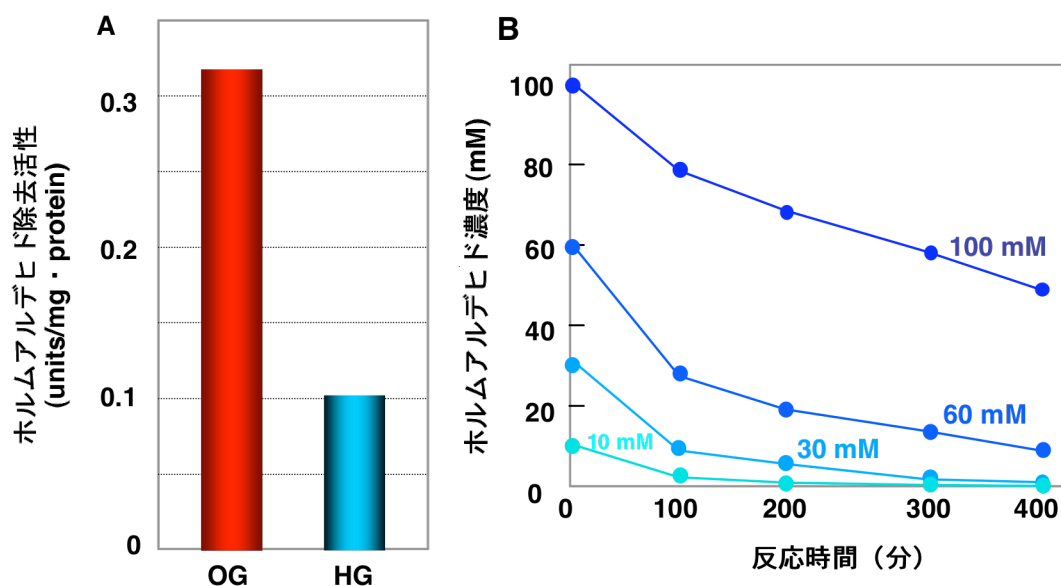 A
ホルムアルデヒド除去活性
(units/mg・protein)
0.3
0.2
0.1
0
OG
HG
B
ホルムアルデヒド濃度(mM)
100
80
60
40
20
0
100 mM
60 mM
30 mM
10 mM
0
100
200
300
400
反応時間（分）